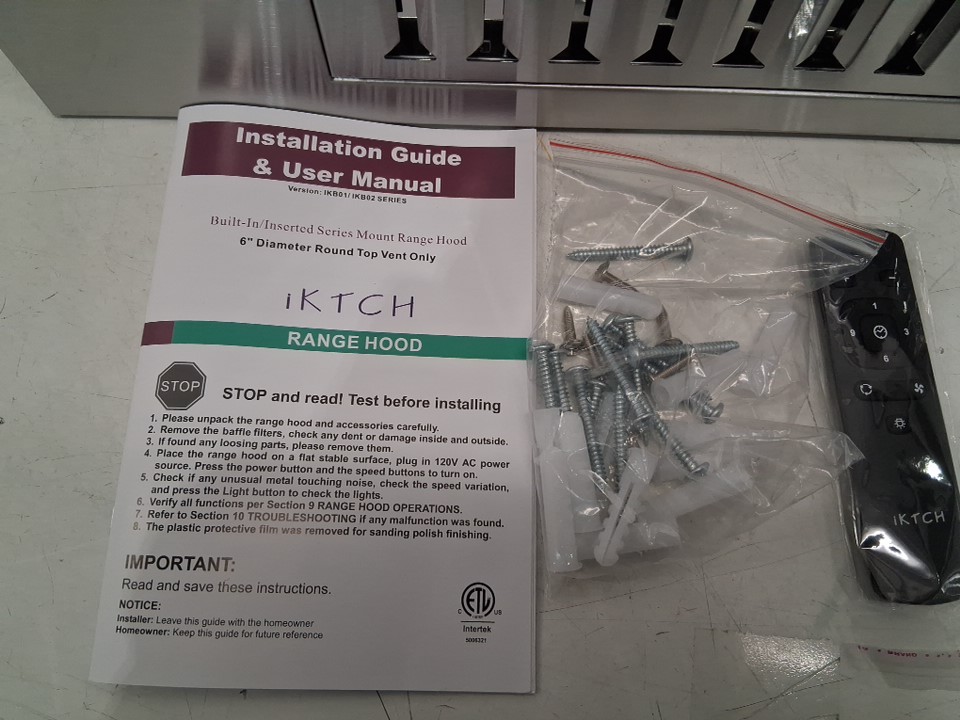 Installation Guide
& User Manual
Version: IKB01/ IKB02 SERIES
Built-In/Inserted Series Mount Range Hood
6" Diameter Round Top Vent Only
iKTCH
RANGE HOOD
STOP
STOP and read! Test before installing
1. Please unpack the range hood and accessories carefully.
2. Remove the baffle filters, check any dent or damage inside and outside.
3. If found any loosing parts, please remove them.
4. Place the range hood on a flat stable surface, plug in 120V AC power
source. Press the power button and the speed buttons to turn on.
5. Check if any unusual metal touching noise, check the speed variation,
and press the Light button to check the lights.
6. Verify all functions per Section 9 RANGE HOOD OPERATIONS.
7. Refer to Section 10 TROUBLESHOOTING if any malfunction was found.
8. The plastic protective film was removed for sanding polish finishing.
IMPORTANT:
Read and save these instructions.
NOTICE:
Installer: Leave this guide with the homeowner
Homeowner: Keep this guide for future reference
C ETL US
Intertek
1
9 3
6
iKTCH